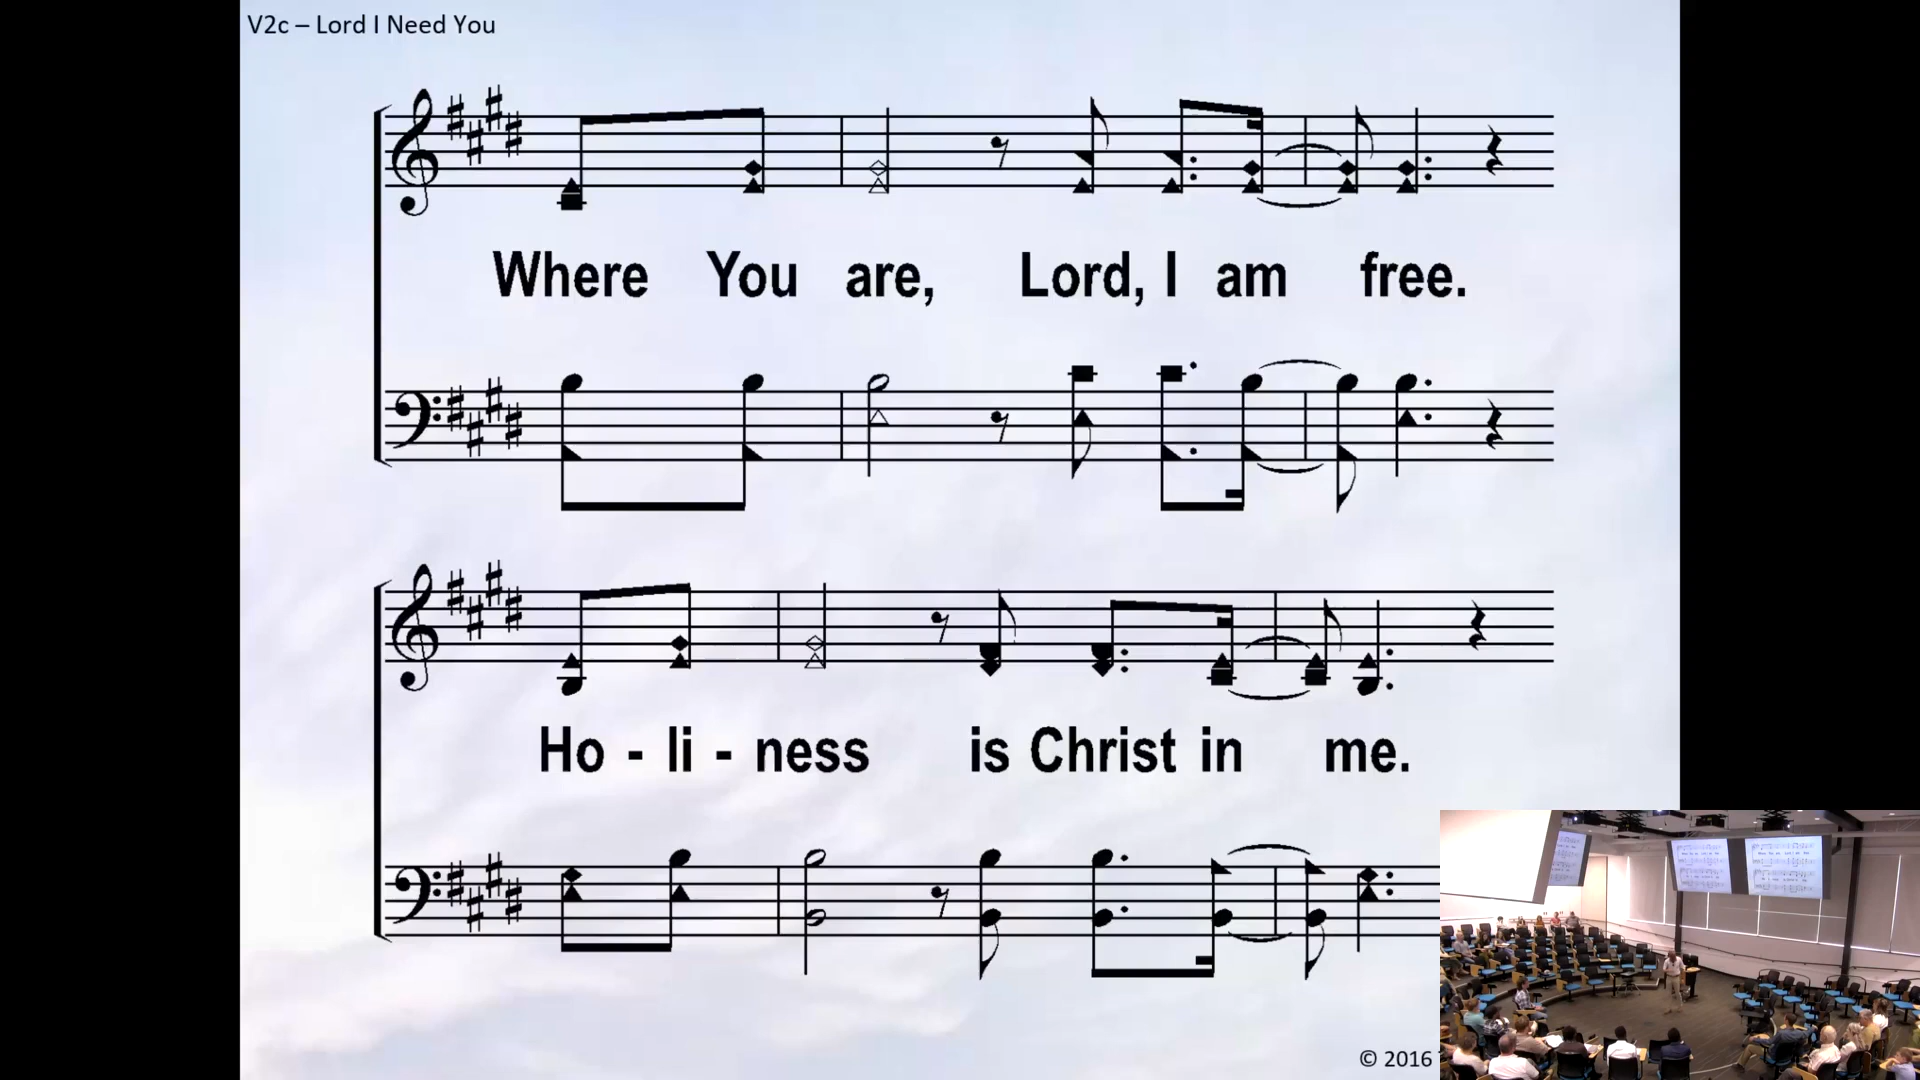 V2c – Lord I Need You
Where You are, Lord, I am free.
Ho - li - ness is Christ in me.
© 2016